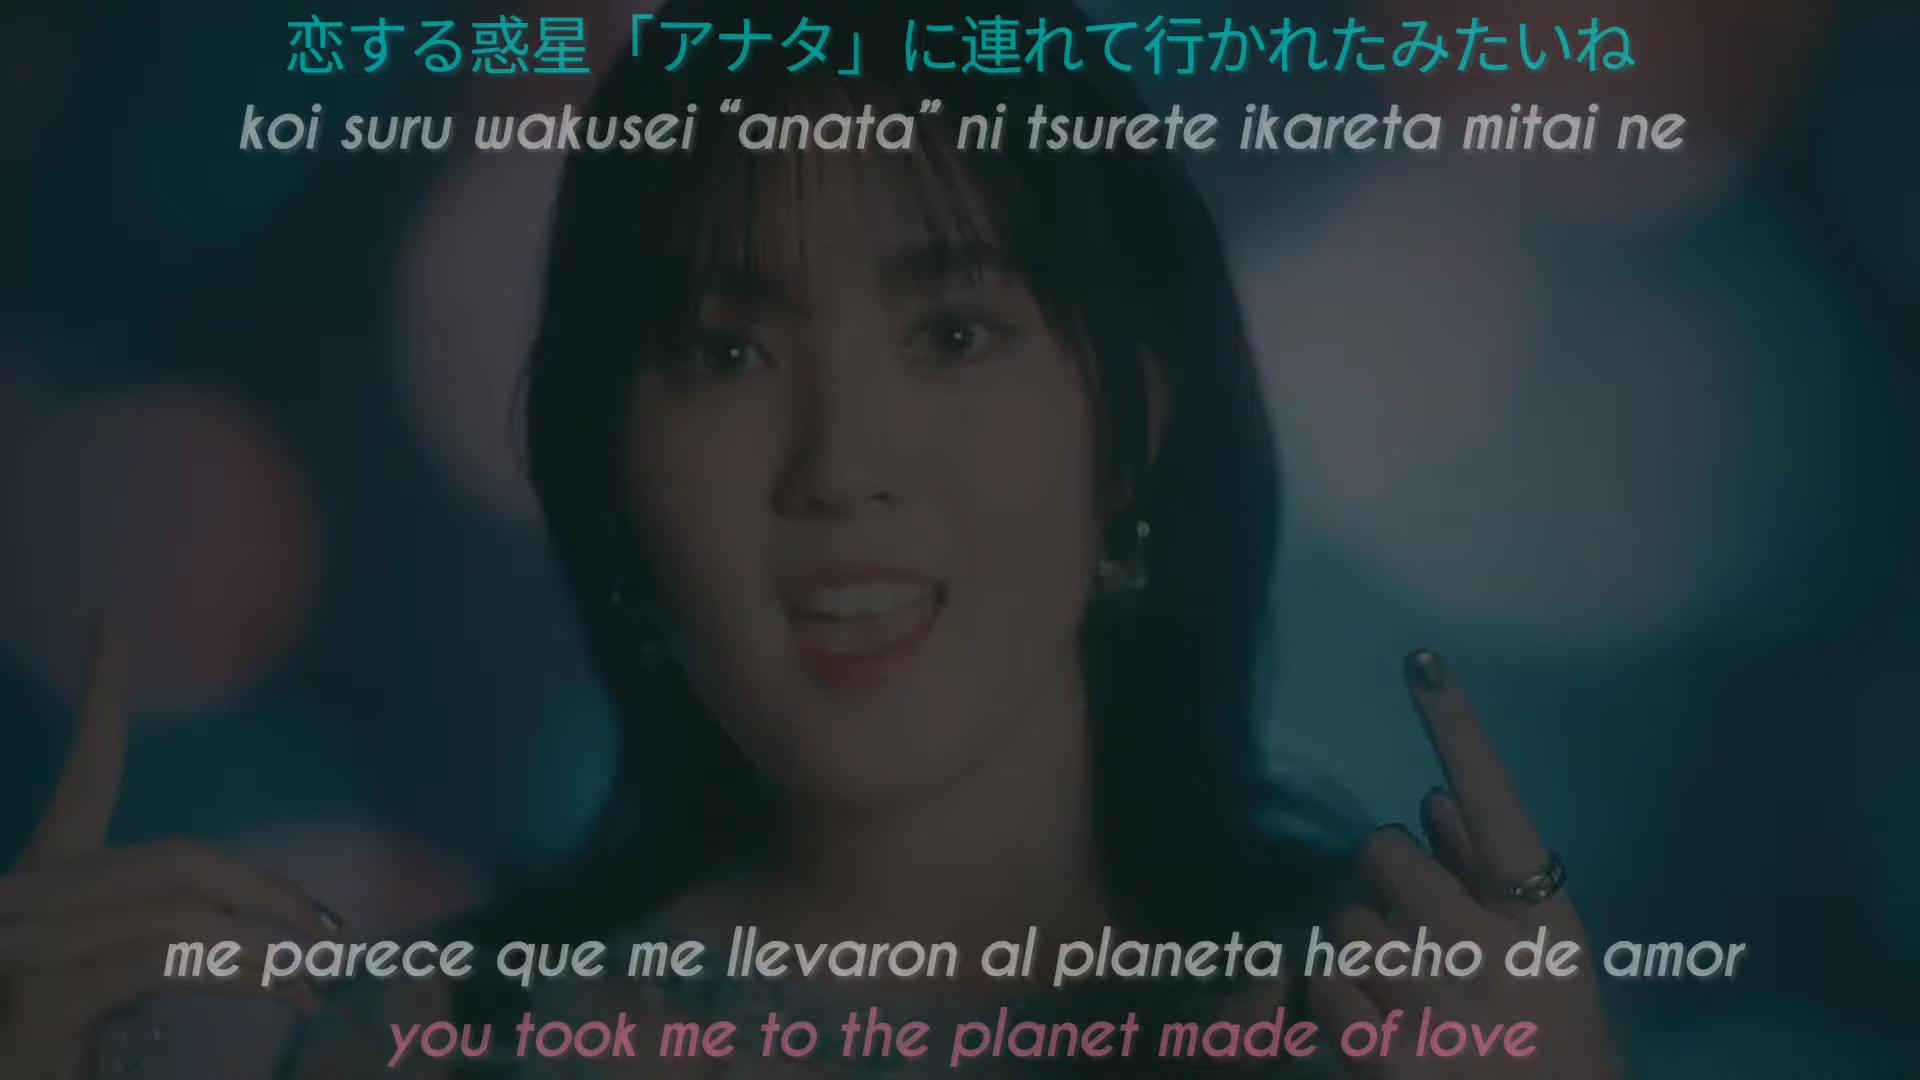 恋する惑星「アナタ」に連れて行かれたみたいね
koi suru wakusei “anata” ni tsurete ikareta mitai ne
me parece que me llevaron al planeta hecho de amor
you took me to the planet made of love